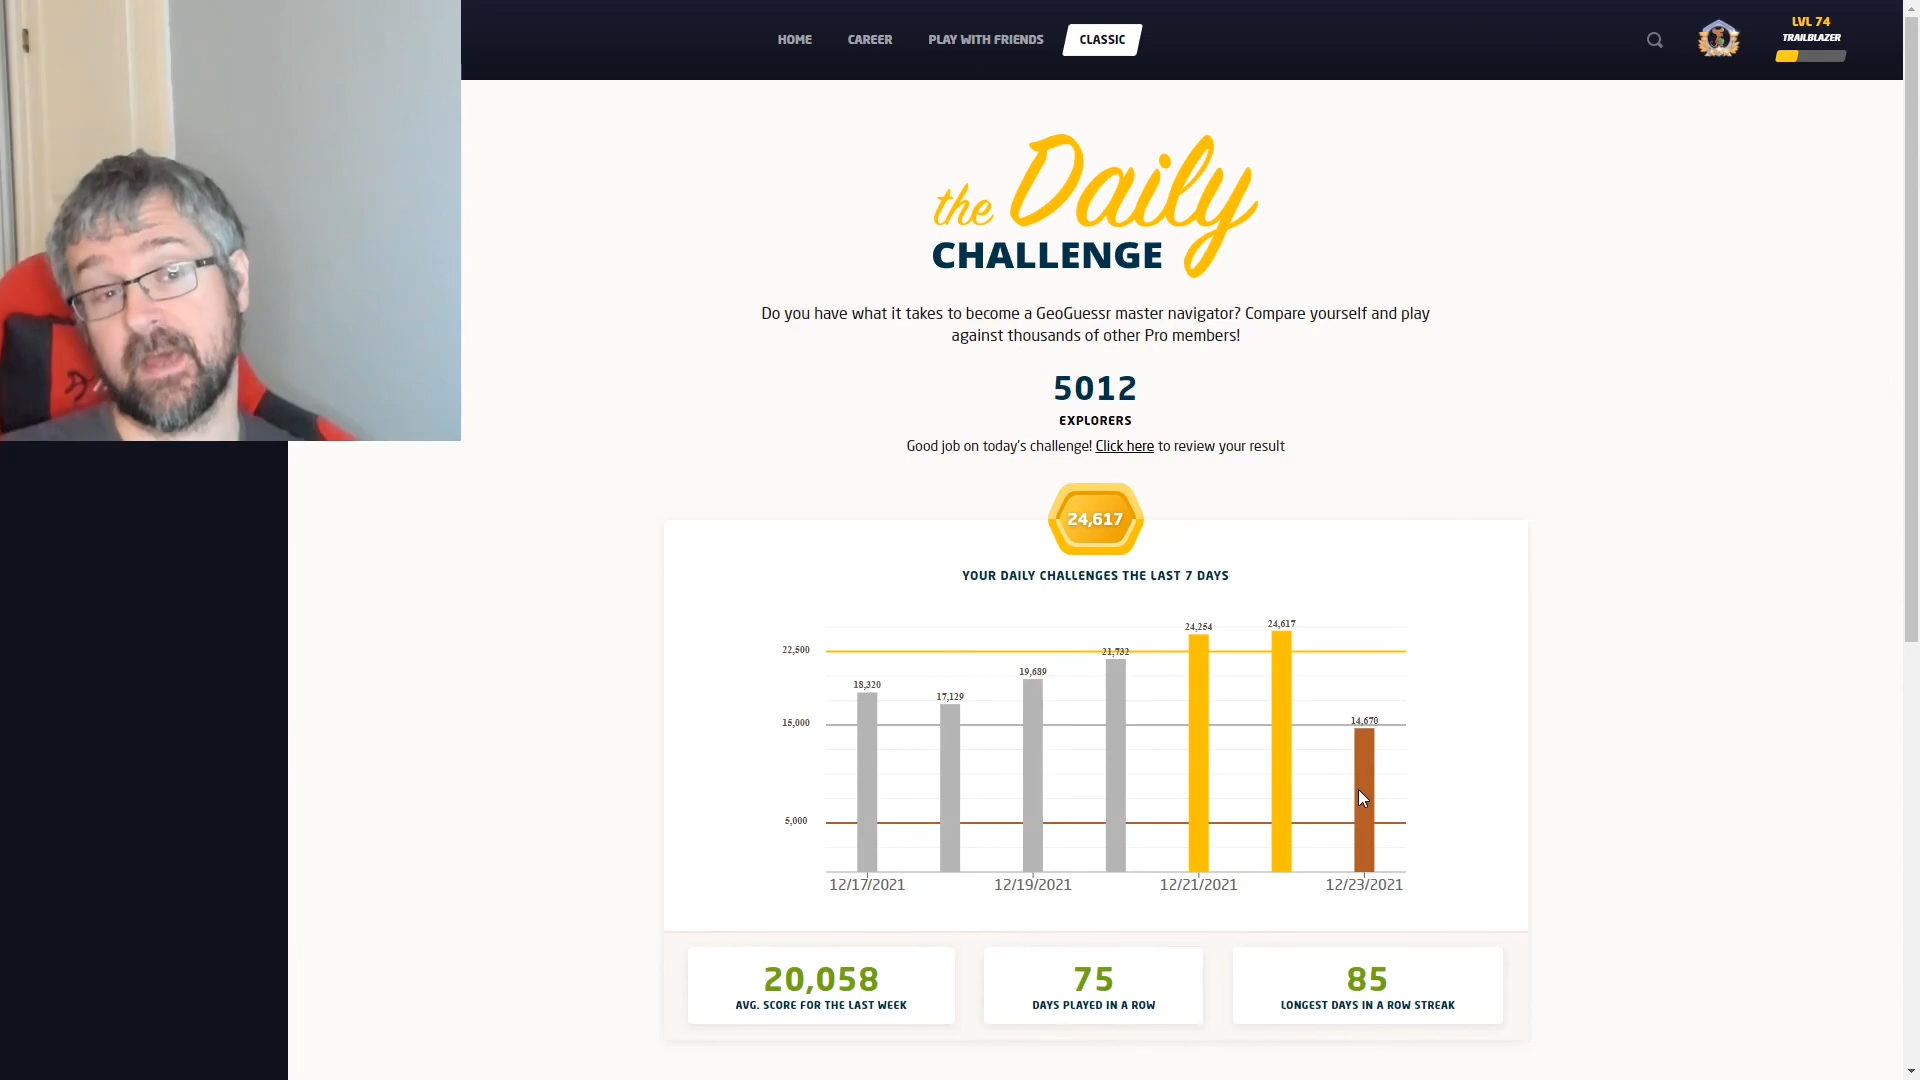 HOME CAREER PLAY WITH FRIENDS CLASSIC
LVL 74
TRAILBLAZER
the Daily
CHALLENGE
Do you have what it takes to become a GeoGuessr master navigator? Compare yourself and play
against thousands of other Pro members!
5012
EXPLORERS
Good job on today's challenge! Click here to review your result
24,617
YOUR DAILY CHALLENGES THE LAST 7 DAYS
22,500
15,000
5,000
18,320
17,129
19,689
21,732
24,254
24,617
14,670
12/17/2021 12/19/2021 12/21/2021 12/23/2021
20,058
AVG. SCORE FOR THE LAST WEEK
75
DAYS PLAYED IN A ROW
85
LONGEST DAYS IN A ROW STREAK